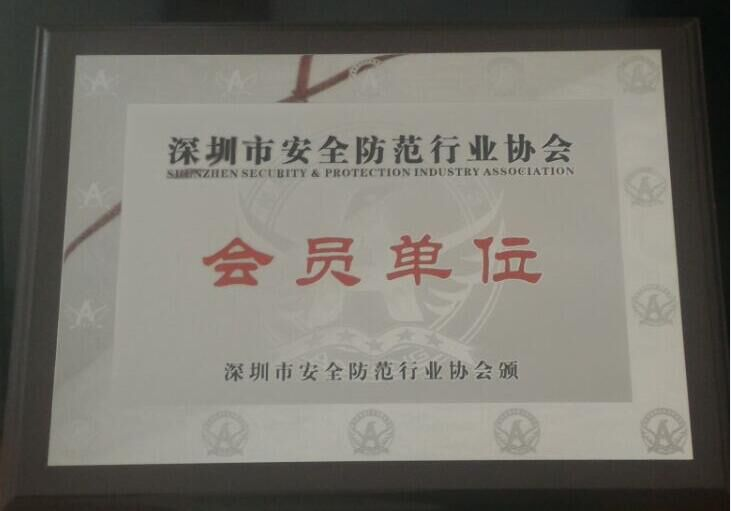 深圳市安全防范行业协会
SHENZHEN SECURITY & PROTECTION INDUSTRY ASSOCIATION
会员单位
深圳市安全防范行业协会颁